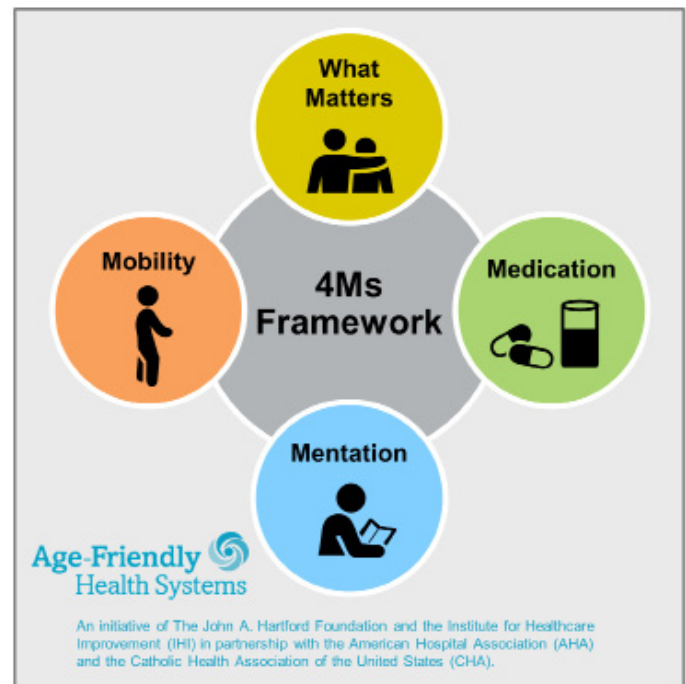 What
Matters
Mobility
4Ms
Framework
Medication
Mentation
Age-Friendly
Health Systems
An initiative of The John A. Hartford Foundation and the Institute for Healthcare
Improvement (IHI) in partnership with the American Hospital Association (AHA)
and the Catholic Health Association of the United States (CHA).